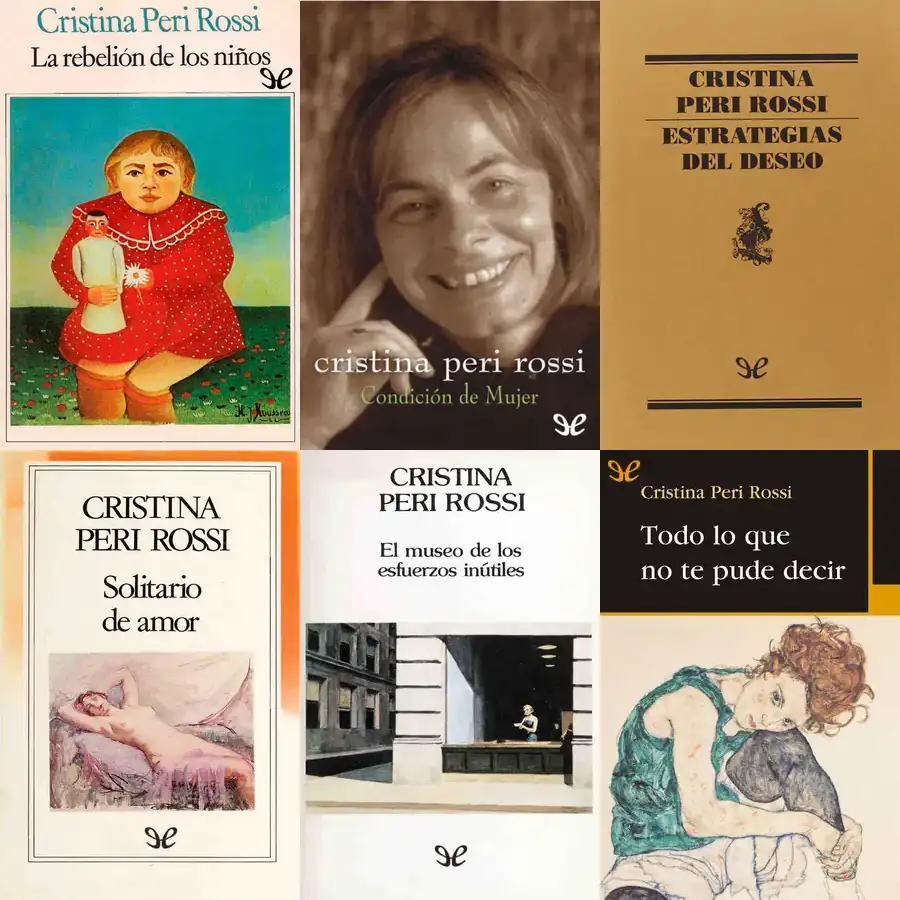 Cristina Peri Rossi
La rebelión de los niños
cristina peri rossi
Condición de Mujer
CRISTINA
PERI ROSSI
ESTRATEGIAS
DEL DESEO
CRISTINA
PERI ROSSI
Solitario
de amor
CRISTINA
PERI ROSSI
El museo de los
esfuerzos inútiles
Cristina Peri Rossi
Todo lo que
no te pude decir